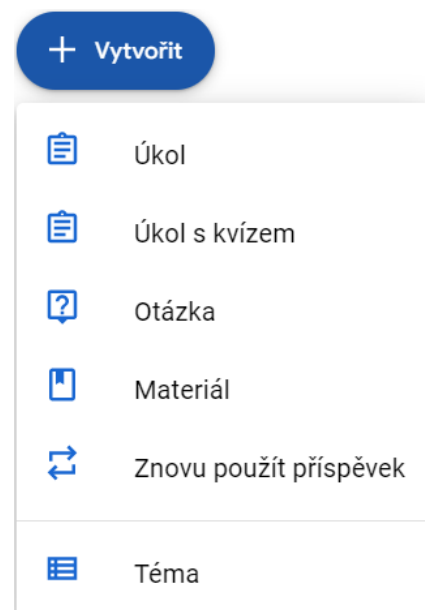 Vytvořit
Úkol
Úkol s kvízem
Otázka
Materiál
Znovu použít příspěvek
Téma